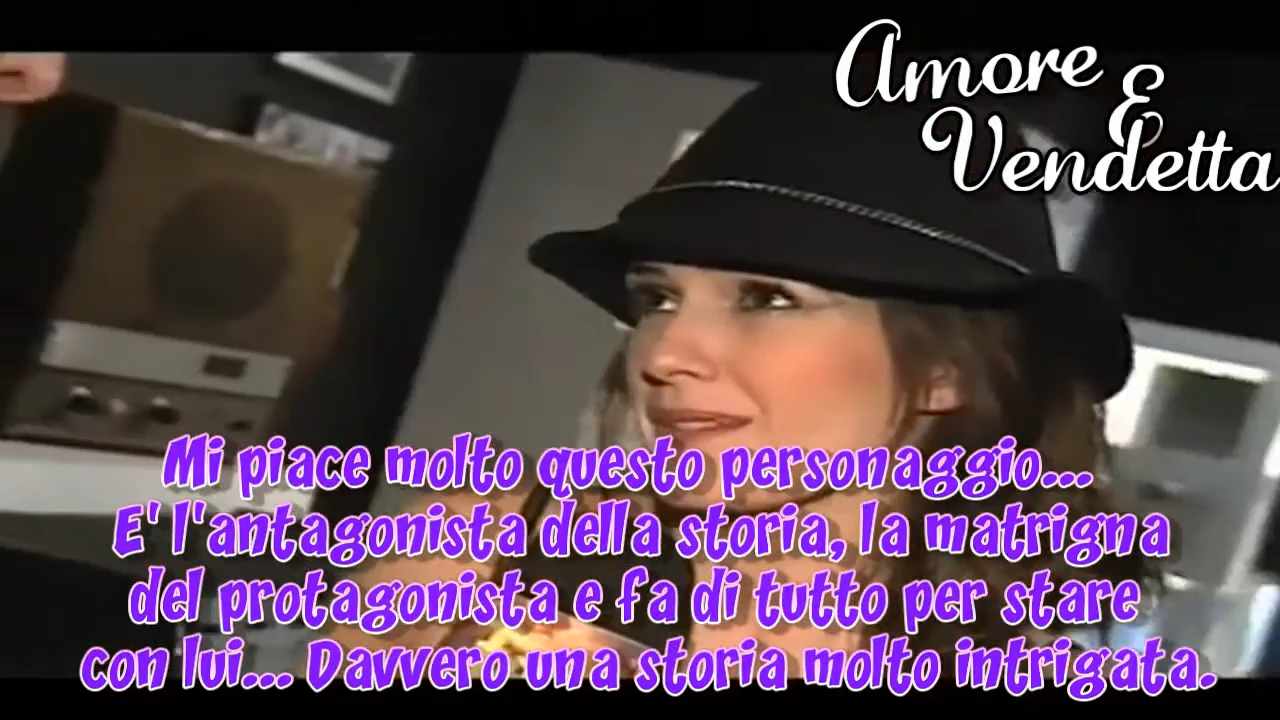 Amore
&
Vendetta
Mi piace molto questo personaggio...
E' l'antagonista della storia, la matrigna
del protagonista e fa di tutto per stare
con lui... Davvero una storia molto intrigata.